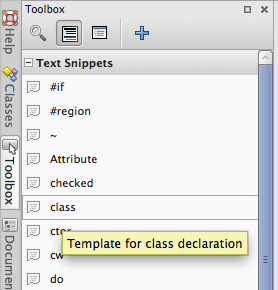 Toolbox
Help
Classes
Toolbox
Documen
Text Snippets
#if
#region
~
Attribute
checked
class
ctor
Template for class declaration
cw
do